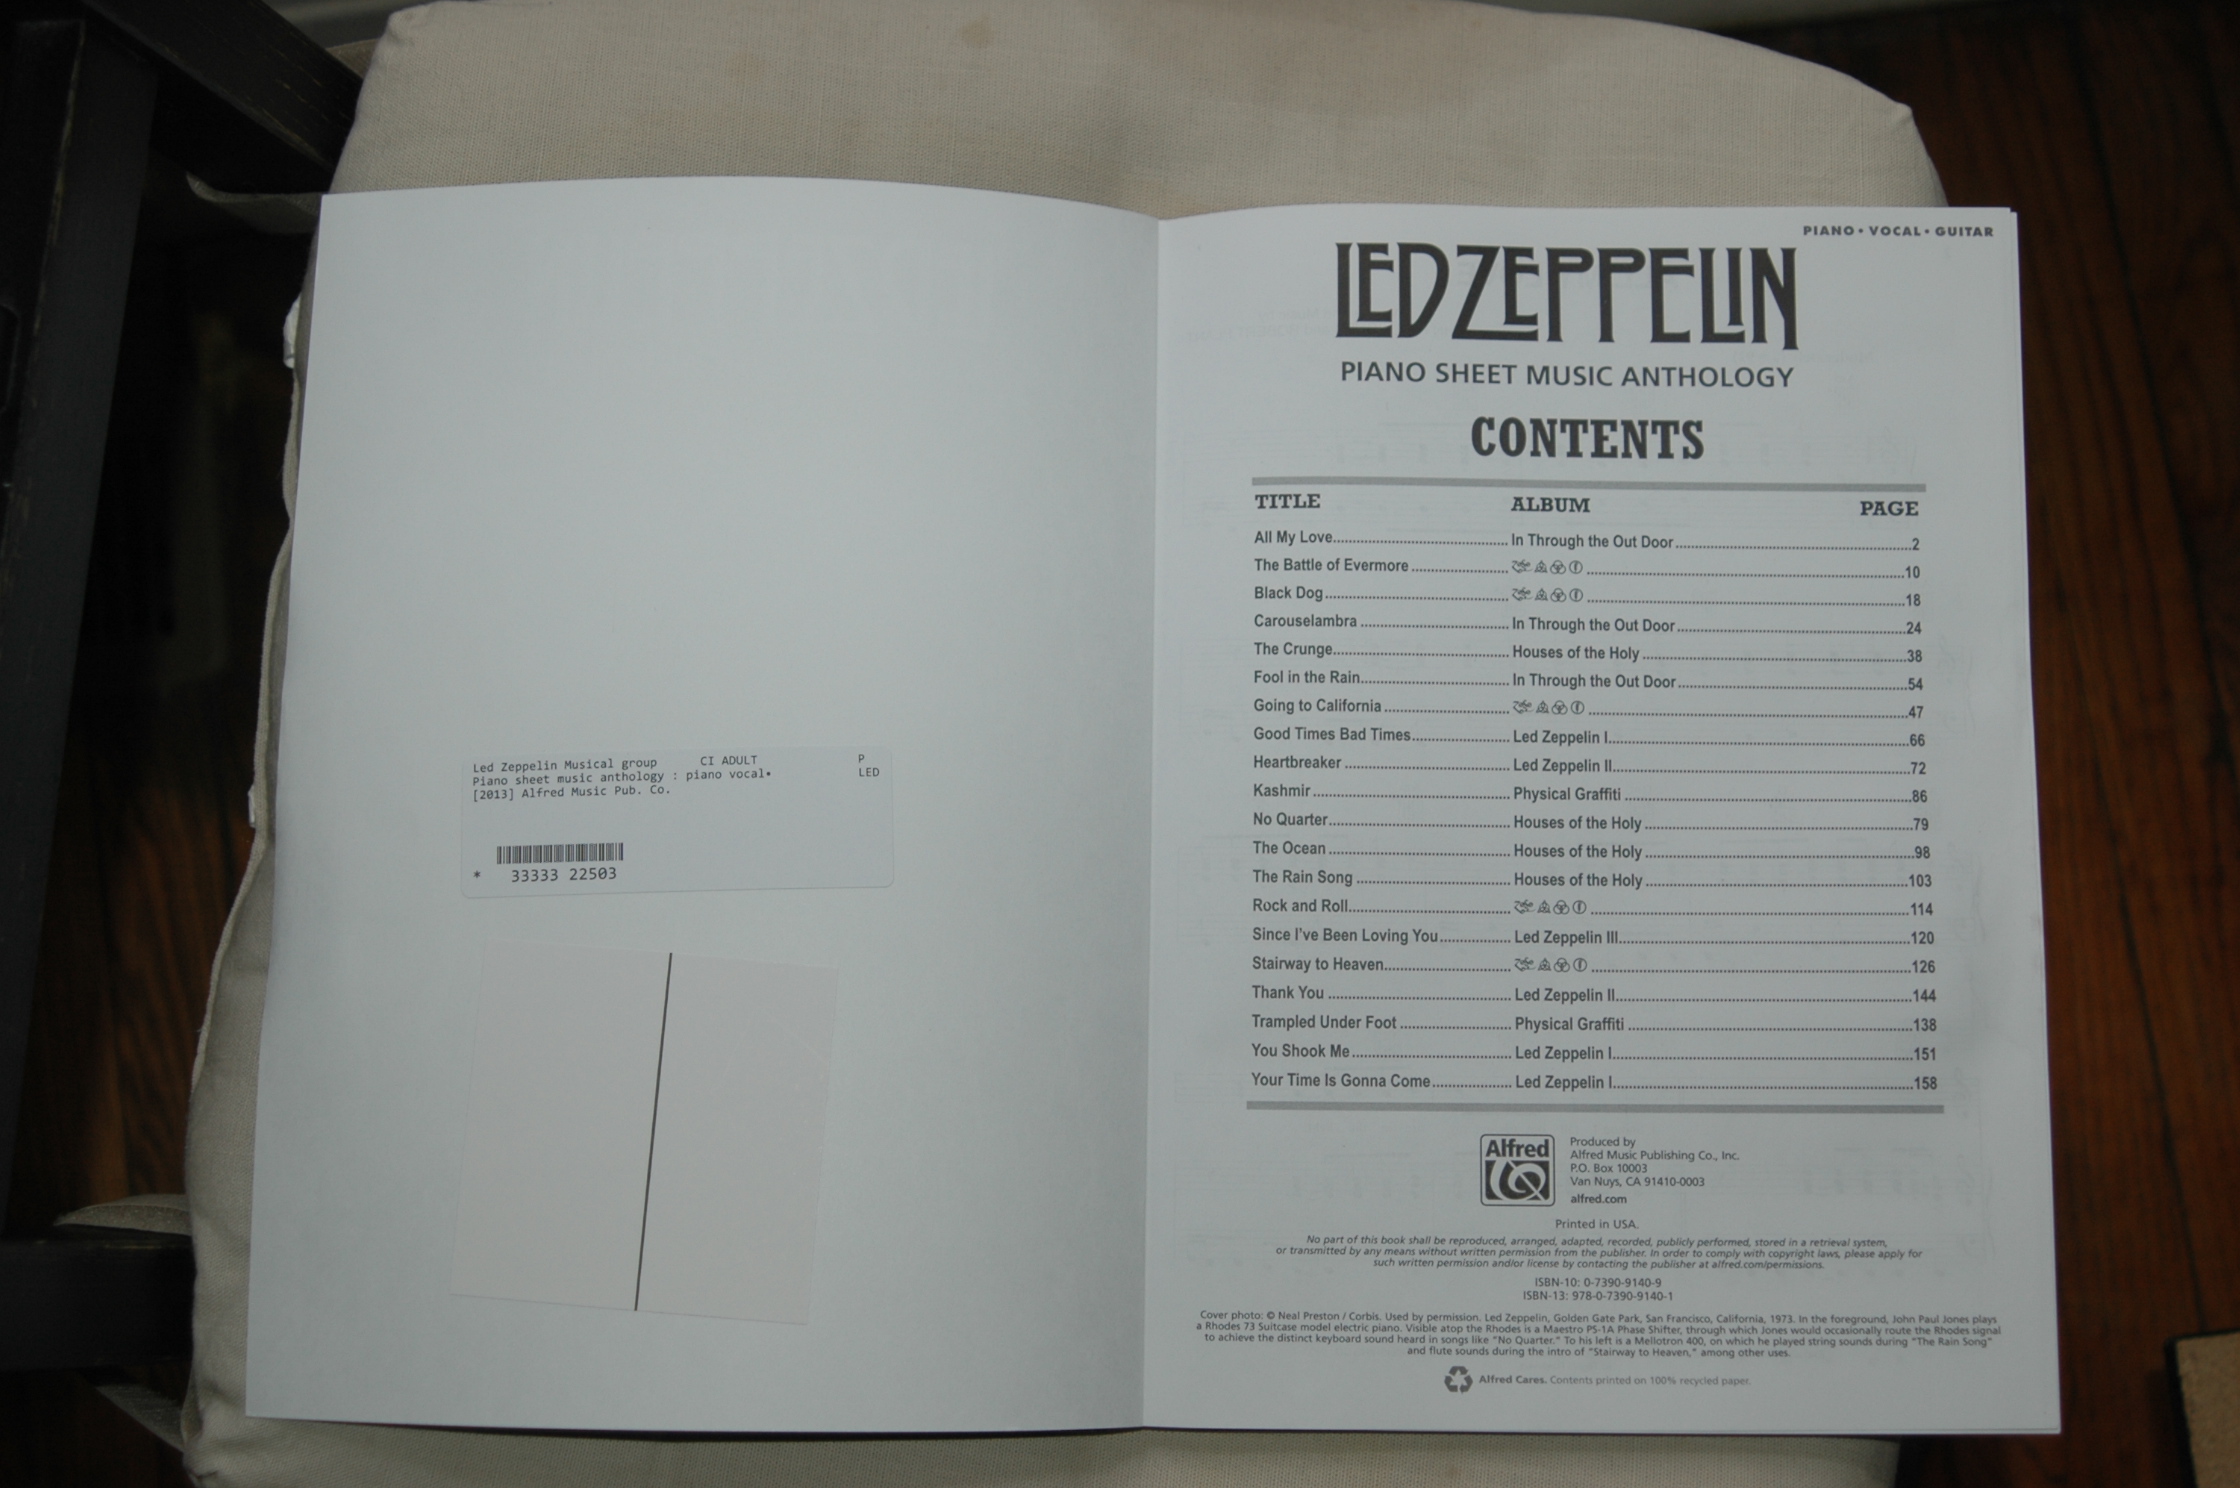 Led Zeppelin Musical group CI ADULT P
Piano sheet music anthology : piano vocal• LED
[2013] Alfred Music Pub. Co.
* 33333 22503
PIANO • VOCAL • GUITAR
LED ZEPPELIN
PIANO SHEET MUSIC ANTHOLOGY
CONTENTS
TITLE ALBUM PAGE
All My Love In Through the Out Door 2
The Battle of Evermore 10
Black Dog 18
Carouselambra In Through the Out Door 24
The Crunge Houses of the Holy 38
Fool in the Rain In Through the Out Door 54
Going to California 47
Good Times Bad Times Led Zeppelin I 66
Heartbreaker Led Zeppelin II 72
Kashmir Physical Graffiti 86
No Quarter Houses of the Holy 79
The Ocean Houses of the Holy 98
The Rain Song Houses of the Holy 103
Rock and Roll 114
Since I've Been Loving You Led Zeppelin III 120
Stairway to Heaven 126
Thank You Led Zeppelin II 144
Trampled Under Foot Physical Graffiti 138
You Shook Me Led Zeppelin I 151
Your Time Is Gonna Come Led Zeppelin I 158
Alfred
Produced by
Alfred Music Publishing Co., Inc.
P.O. Box 10003
Van Nuys, CA 91410-0003
alfred.com
Printed in USA.
No part of this book shall be reproduced, arranged, adapted, recorded, publicly performed, stored in a retrieval system,
or transmitted by any means without written permission from the publisher. In order to comply with copyright laws, please apply for
such written permission and/or license by contacting the publisher at alfred.com/permissions.
ISBN-10: 0-7390-9140-9
ISBN-13: 978-0-7390-9140-1
Cover photo: © Neal Preston / Corbis. Used by permission. Led Zeppelin, Golden Gate Park, San Francisco, California, 1973. In the foreground, John Paul Jones plays
a Rhodes 73 Suitcase model electric piano. Visible atop the Rhodes is a Maestro PS-1A Phase Shifter, through which Jones would occasionally route the Rhodes signal
to achieve the distinct keyboard sound heard in songs like "No Quarter." To his left is a Mellotron 400, on which he played string sounds during "The Rain Song"
and flute sounds during the intro of "Stairway to Heaven," among other uses.
Alfred Cares. Contents printed on 100% recycled paper.